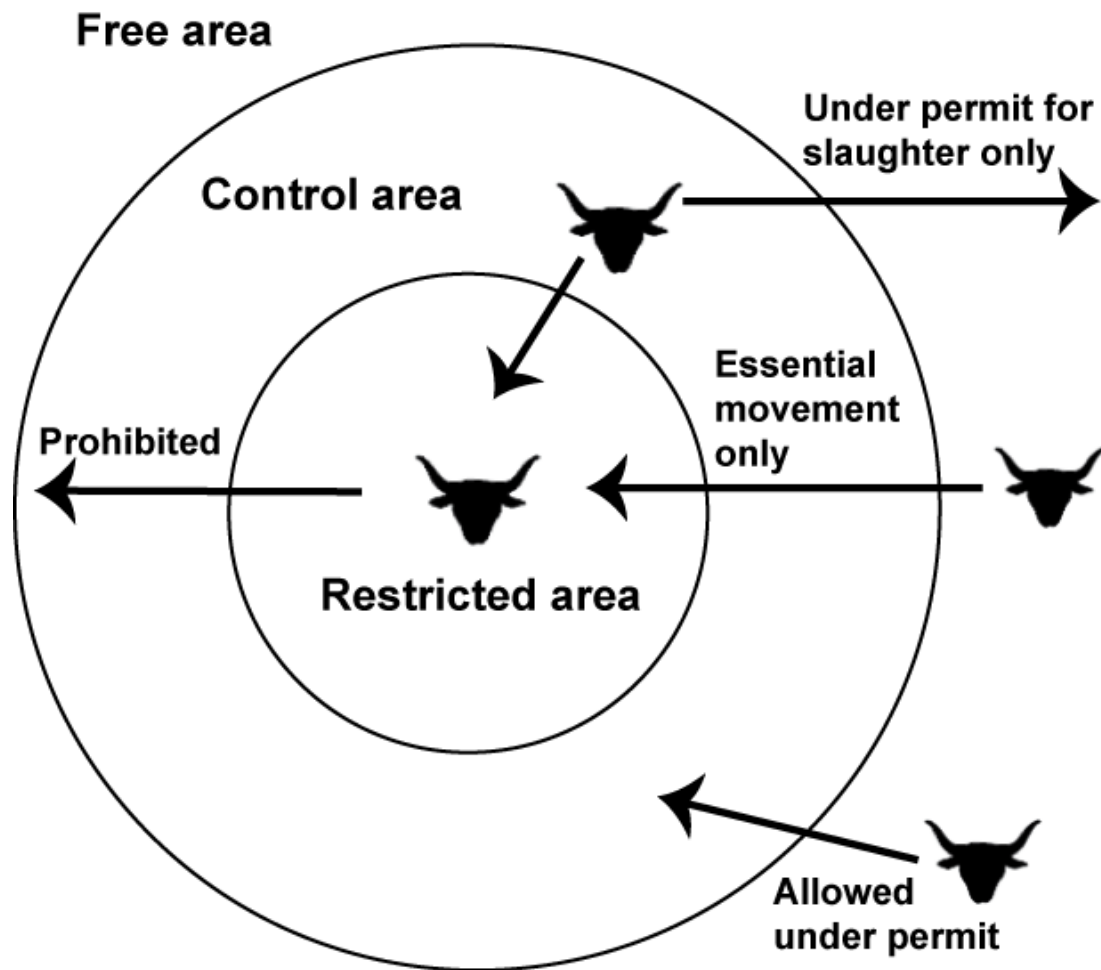 Free area
Under permit for
slaughter only
Control area
Essential
movement
only
Prohibited
Restricted area
Allowed
under permit